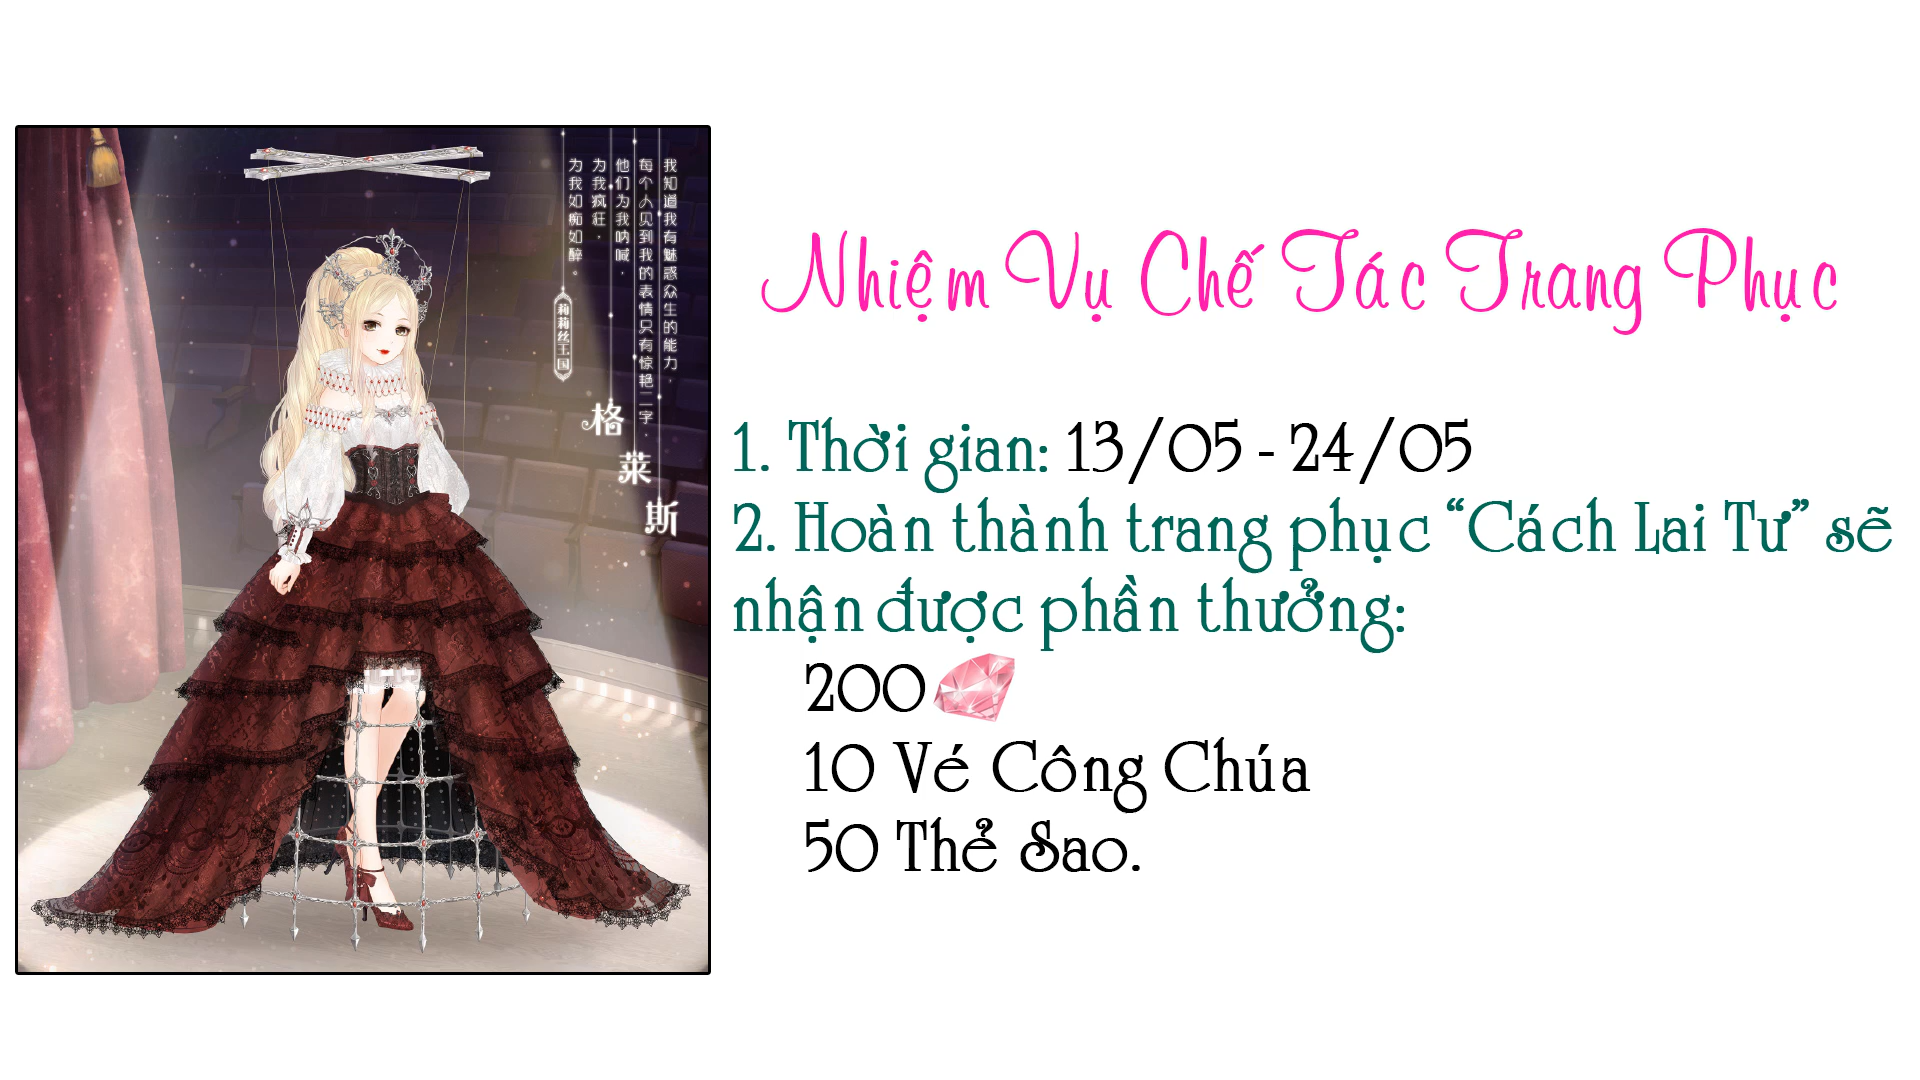 我知道我有魅惑众生的能力，
每个人见到我的表情只有惊艳二字，
他们为我呐喊，
为我疯狂，
为我如痴如醉。
莉莉丝王国
格莱斯
Nhiệm Vụ Chế Tác Trang Phục
1. Thời gian: 13/05 - 24/05
2. Hoàn thành trang phục “Cách Lai Tư” sẽ
nhận được phần thưởng:
200
10 Vé Công Chúa
50 Thẻ Sao.